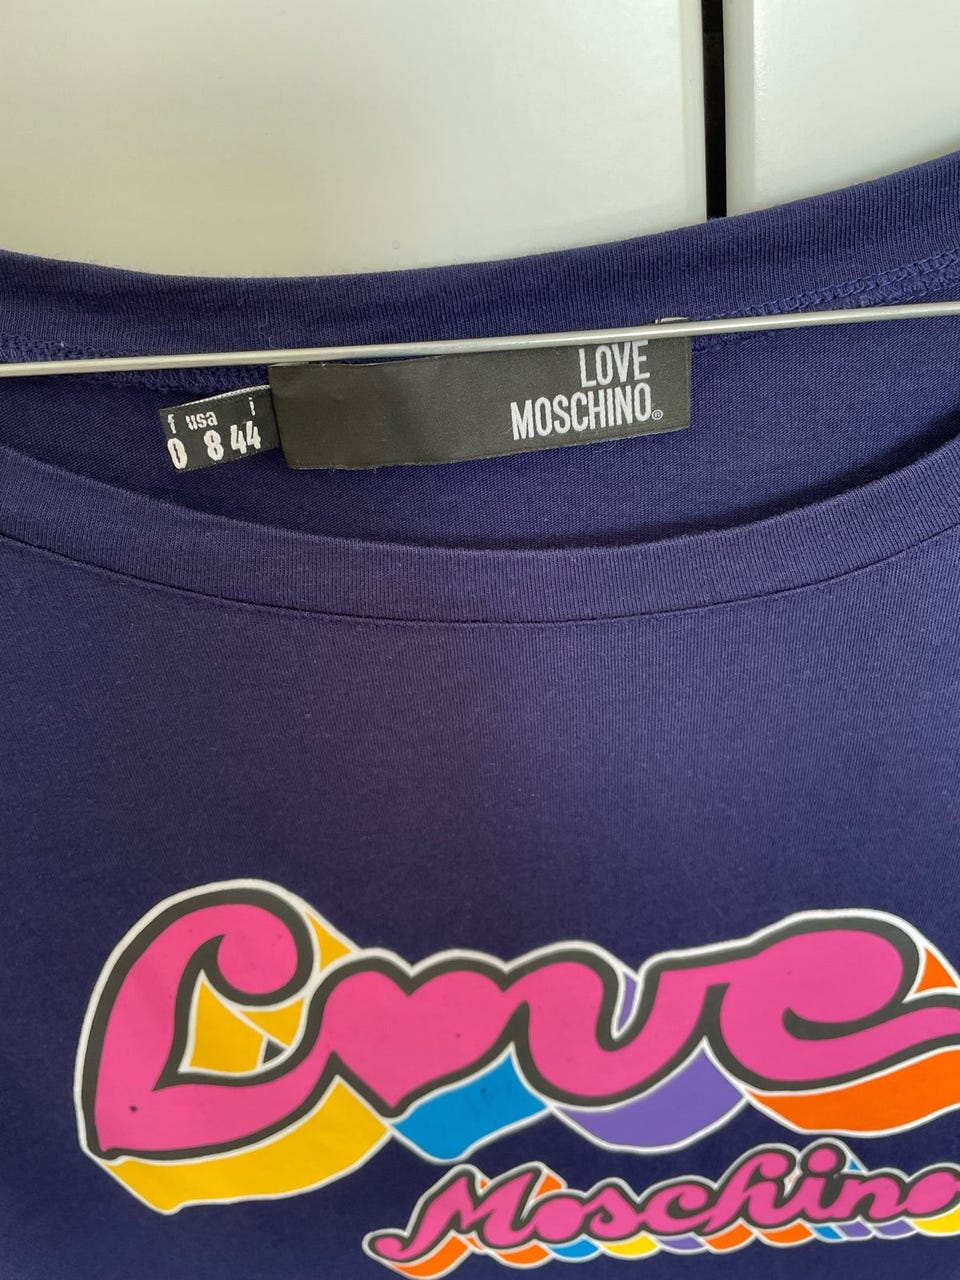 LOVE
MOSCHINO®
f usa i
0 8 44
Love
Moschino